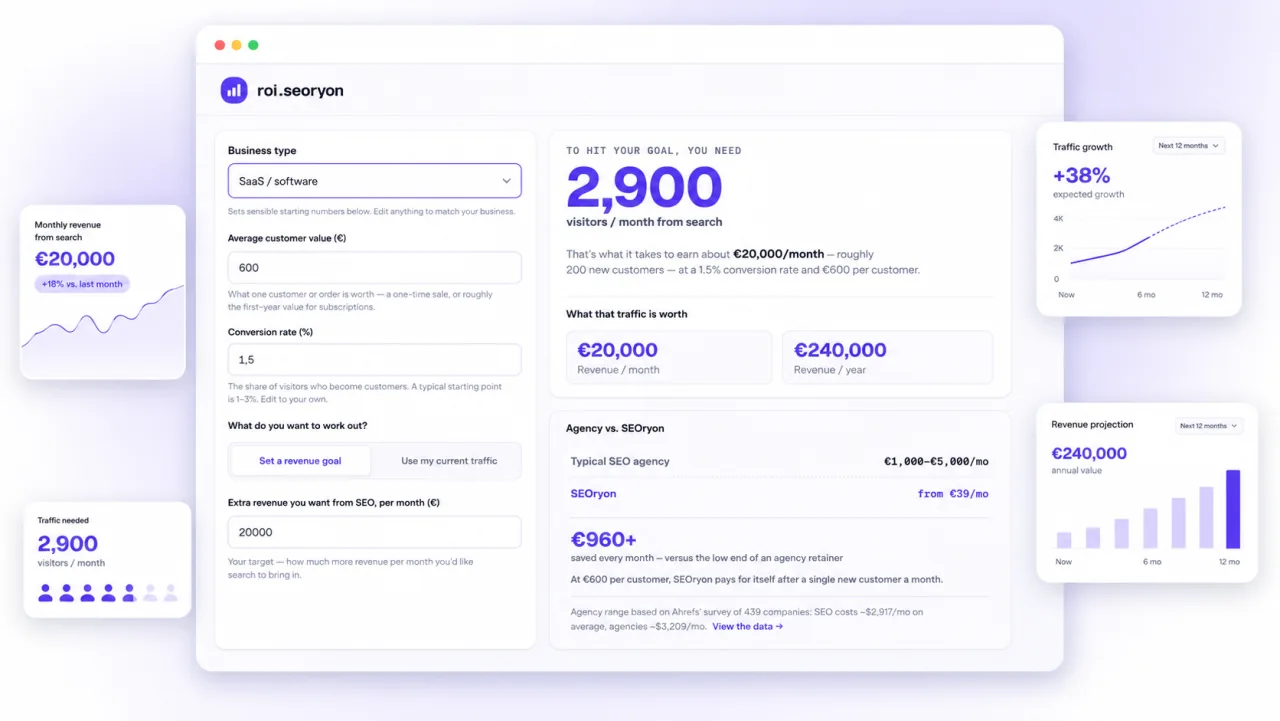 roi.seoryon
Business type
SaaS / software
Sets sensible starting numbers below. Edit anything to match your business.
Average customer value (€)
600
What one customer or order is worth — a one-time sale, or roughly
the first-year value for subscriptions.
Conversion rate (%)
1,5
The share of visitors who become customers. A typical starting point
is 1–3%. Edit to your own.
What do you want to work out?
Set a revenue goal
Use my current traffic
Extra revenue you want from SEO, per month (€)
20000
Your target — how much more revenue per month you'd like
search to bring in.
TO HIT YOUR GOAL, YOU NEED
2,900
visitors / month from search
That's what it takes to earn about €20,000/month — roughly
200 new customers — at a 1.5% conversion rate and €600 per customer.
What that traffic is worth
€20,000
Revenue / month
€240,000
Revenue / year
Agency vs. SEOryon
Typical SEO agency €1,000–€5,000/mo
SEOryon from €39/mo
€960+
saved every month — versus the low end of an agency retainer
At €600 per customer, SEOryon pays for itself after a single new customer a month.
Agency range based on Ahrefs' survey of 439 companies: SEO costs ~$2,917/mo on
average, agencies ~$3,209/mo. View the data →
Monthly revenue
from search
€20,000
+18% vs. last month
Traffic needed
2,900
visitors / month
Traffic growth
Next 12 months
+38%
expected growth
4K
2K
0
Now 6 mo 12 mo
Revenue projection
Next 12 months
€240,000
annual value
Now 6 mo 12 mo